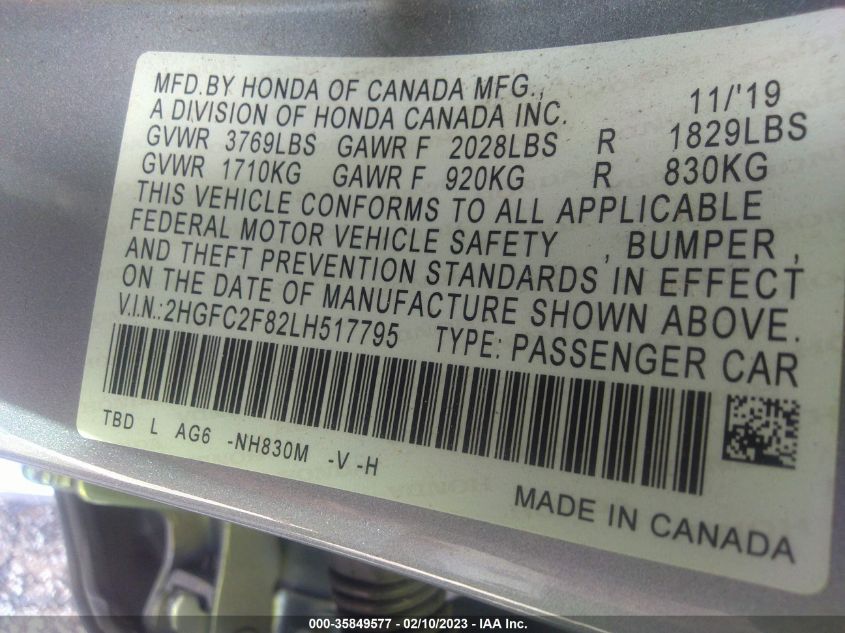 MFD.BY HONDA OF CANADA MFG., 11/'19
A DIVISION OF HONDA CANADA INC.
GVWR 3769LBS GAWR F 2028LBS R 1829LBS
GVWR 1710KG GAWR F 920KG R 830KG
THIS VEHICLE CONFORMS TO ALL APPLICABLE
FEDERAL MOTOR VEHICLE SAFETY , BUMPER ,
AND THEFT PREVENTION STANDARDS IN EFFECT
ON THE DATE OF MANUFACTURE SHOWN ABOVE.
V.I.N.:2HGFC2F82LH517795 TYPE: PASSENGER CAR
TBD L AG6 -NH830M -V -H
MADE IN CANADA
000-35849577 — 02/10/2023 — IAA Inc.